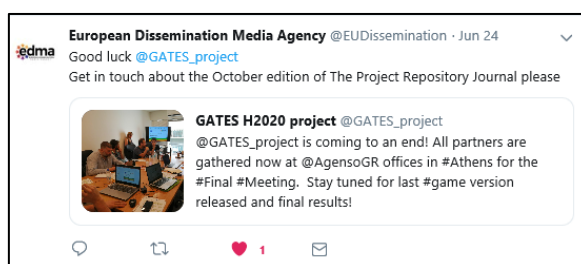 edma
European Dissemination Media Agency @EUDissemination · Jun 24
Good luck @GATES_project
Get in touch about the October edition of The Project Repository Journal please
GATES H2020 project @GATES_project
@GATES_project is coming to an end! All partners are
gathered now at @AgensoGR offices in #Athens for the
#Final #Meeting.  Stay tuned for last #game version
released and final results!
1